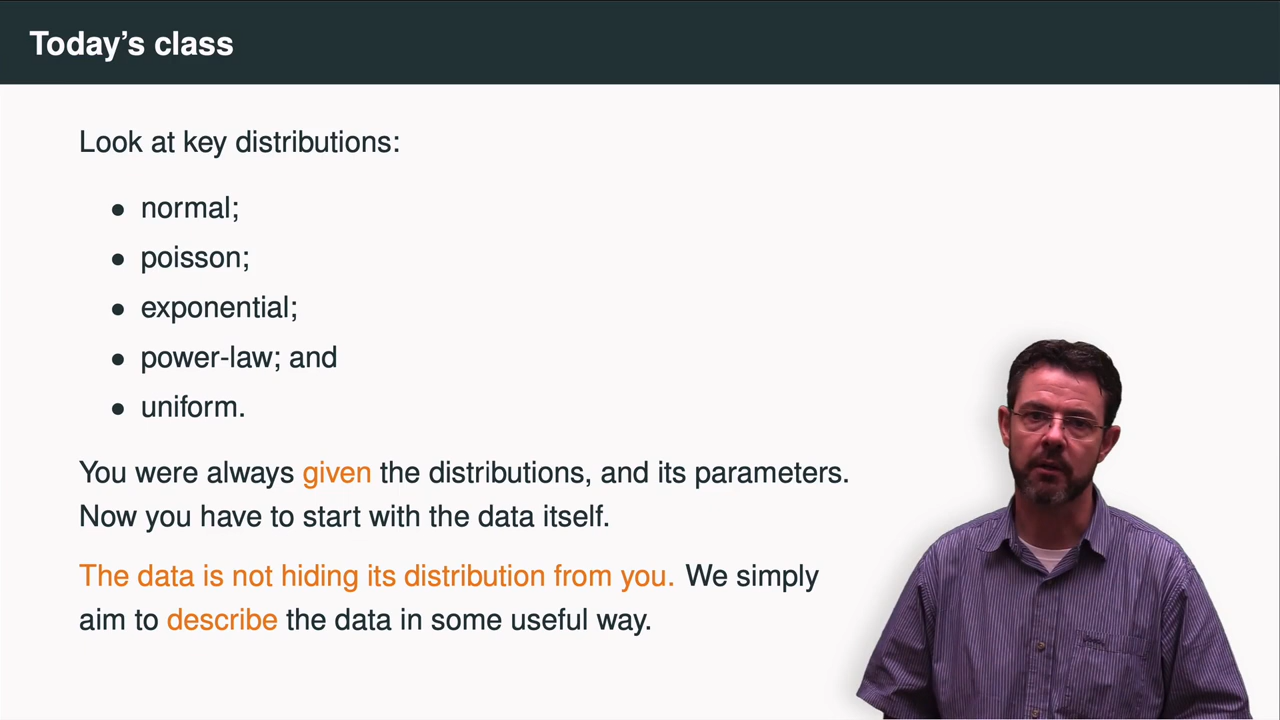 Today's class
Look at key distributions:
• normal;
• poisson;
• exponential;
• power-law; and
• uniform.
You were always given the distributions, and its parameters.
Now you have to start with the data itself.
The data is not hiding its distribution from you. We simply
aim to describe the data in some useful way.